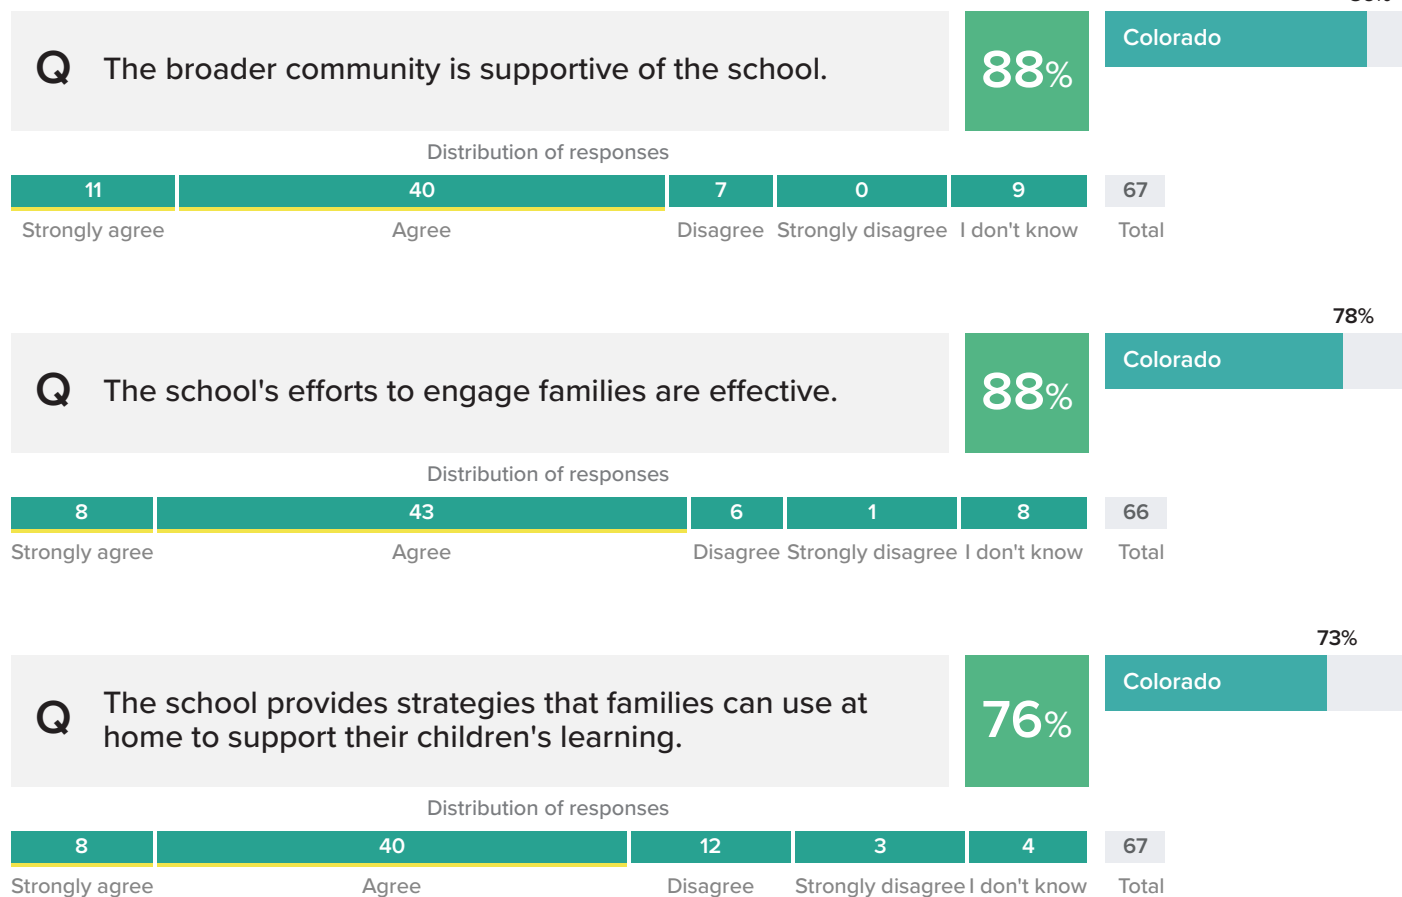 Q The broader community is supportive of the school. 88% Colorado
Distribution of responses
11 40 7 0 9 67
Strongly agree Agree Disagree Strongly disagree I don't know Total
78%
Q The school's efforts to engage families are effective. 88% Colorado
Distribution of responses
8 43 6 1 8 66
Strongly agree Agree Disagree Strongly disagree I don't know Total
73%
Q The school provides strategies that families can use at
home to support their children's learning. 76% Colorado
Distribution of responses
8 40 12 3 4 67
Strongly agree Agree Disagree Strongly disagree I don't know Total